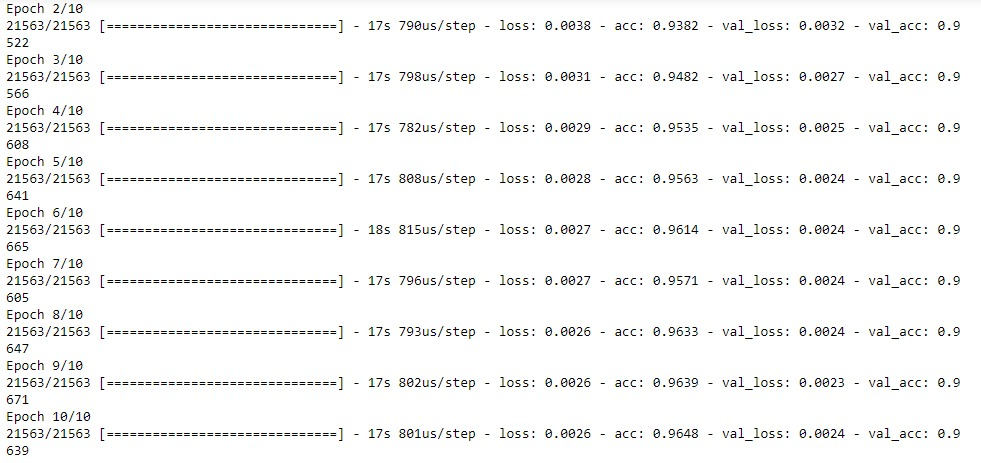 Epoch 2/10
21563/21563 [==============================] - 17s 790us/step - loss: 0.0038 - acc: 0.9382 - val_loss: 0.0032 - val_acc: 0.9
522
Epoch 3/10
21563/21563 [==============================] - 17s 798us/step - loss: 0.0031 - acc: 0.9482 - val_loss: 0.0027 - val_acc: 0.9
566
Epoch 4/10
21563/21563 [==============================] - 17s 782us/step - loss: 0.0029 - acc: 0.9535 - val_loss: 0.0025 - val_acc: 0.9
608
Epoch 5/10
21563/21563 [==============================] - 17s 808us/step - loss: 0.0028 - acc: 0.9563 - val_loss: 0.0024 - val_acc: 0.9
641
Epoch 6/10
21563/21563 [==============================] - 18s 815us/step - loss: 0.0027 - acc: 0.9614 - val_loss: 0.0024 - val_acc: 0.9
665
Epoch 7/10
21563/21563 [==============================] - 17s 796us/step - loss: 0.0027 - acc: 0.9571 - val_loss: 0.0024 - val_acc: 0.9
605
Epoch 8/10
21563/21563 [==============================] - 17s 793us/step - loss: 0.0026 - acc: 0.9633 - val_loss: 0.0024 - val_acc: 0.9
647
Epoch 9/10
21563/21563 [==============================] - 17s 802us/step - loss: 0.0026 - acc: 0.9639 - val_loss: 0.0023 - val_acc: 0.9
671
Epoch 10/10
21563/21563 [==============================] - 17s 801us/step - loss: 0.0026 - acc: 0.9648 - val_loss: 0.0024 - val_acc: 0.9
639